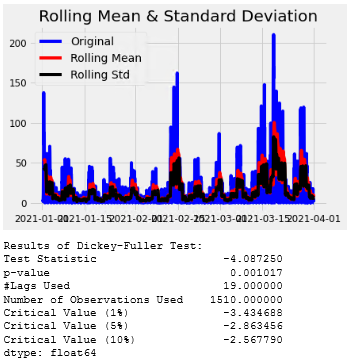 Rolling Mean & Standard Deviation
Original
Rolling Mean
Rolling Std
200
150
100
50
0
2021-01-01 2021-01-15 2021-02-01 2021-02-15 2021-03-01 2021-03-15 2021-04-01
Results of Dickey-Fuller Test:
Test Statistic -4.087250
p-value 0.001017
#Lags Used 19.000000
Number of Observations Used 1510.000000
Critical Value (1%) -3.434688
Critical Value (5%) -2.863456
Critical Value (10%) -2.567790
dtype: float64